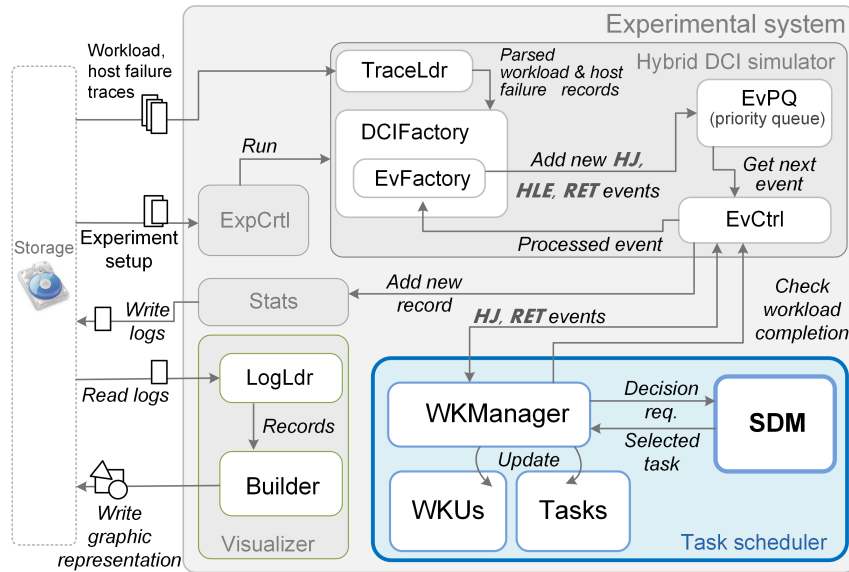 Experimental system
Workload,
host failure
traces
Hybrid DCI simulator
TraceLdr
Parsed
workload & host
failure records
EvPQ
(priority queue)
DCIFactory
EvFactory
Run
Add new HJ,
HLE, RET events
Get next
event
ExpCrtl
EvCtrl
Experiment
setup
Processed event
Storage
Stats
Add new
record
Check
workload
completion
Write
logs
HJ, RET events
LogLdr
Read logs
Records
Builder
Write
graphic
representation
Visualizer
WKManager
Decision
req.
SDM
Selected
task
Update
WKUs
Tasks
Task scheduler